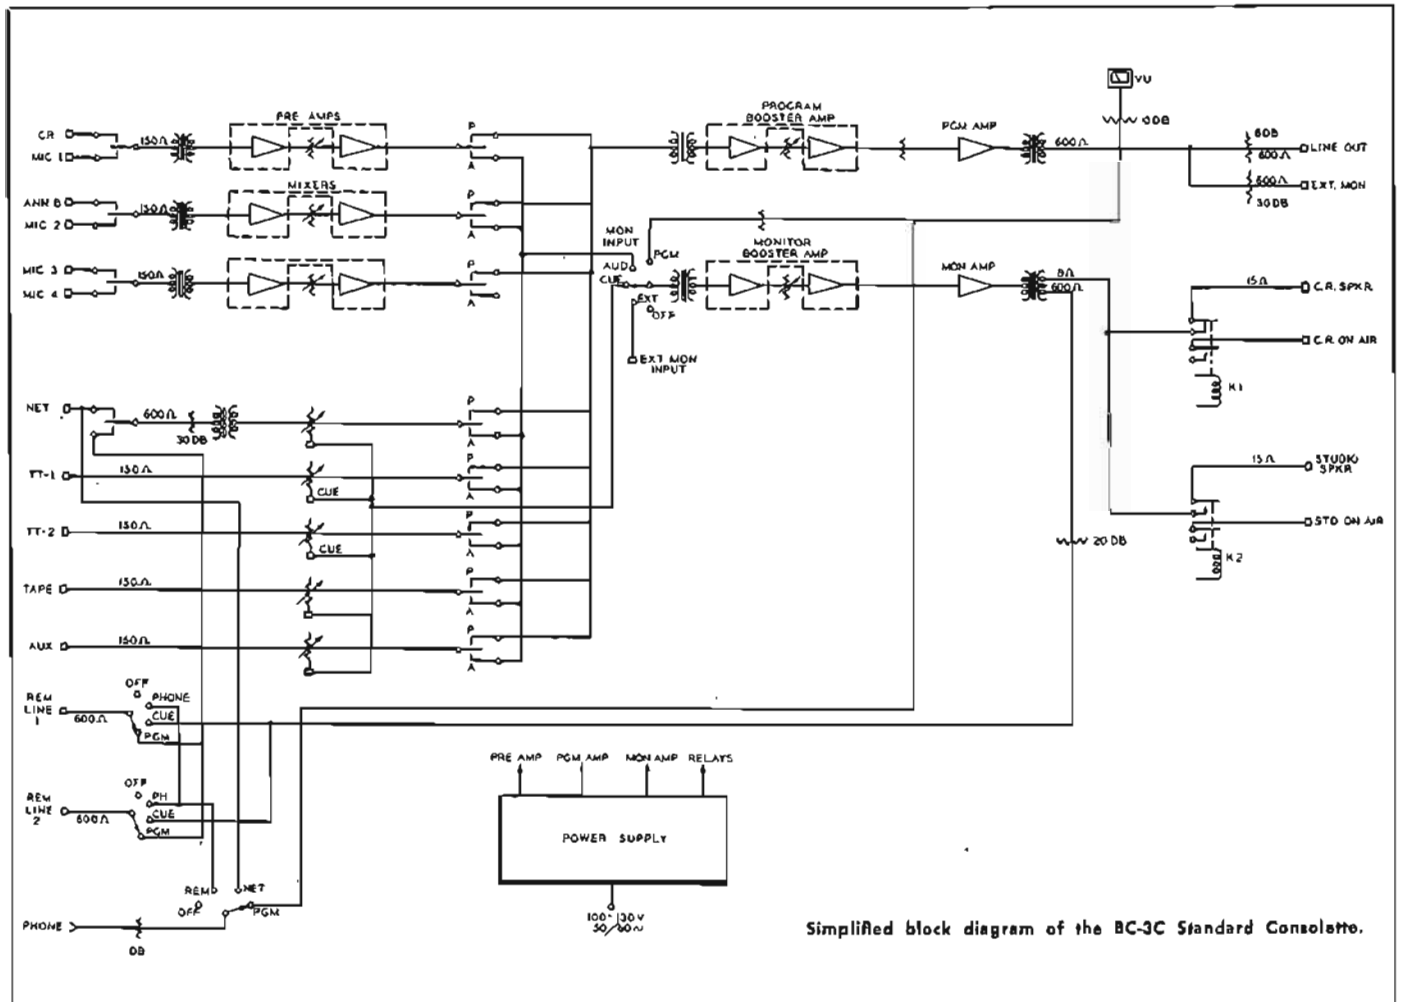 VU
PRE AMPS
PROGRAM
BOOSTER AMP
CR
150Ω
P
PGM AMP
600Ω
LINE OUT
600Ω
MIC 1
A
600Ω
EXT. MON
30DB
MIXERS
ANN B
150Ω
P
MIC 2
A
MON
INPUT
MONITOR
BOOSTER AMP
PGM
AUD
MIC 3
150Ω
P
CUE
MON AMP
8Ω
600Ω
15Ω
C.R. SPKR
MIC 4
A
EXT
OFF
C.R. ON AIR
EXT MON
INPUT
K1
NET
600Ω
P
30DB
A
TT-1
150Ω
P
15Ω
STUDIO
SPKR
CUE
A
TT-2
150Ω
P
STD ON AIR
CUE
A
20 DB
K2
TAPE
150Ω
P
A
AUX
150Ω
P
A
REM
LINE
1
600Ω
OFF
PHONE
CUE
PGM
PRE AMP PGM AMP MON AMP RELAYS
REM
LINE
2
600Ω
OFF
PH
CUE
PGM
POWER SUPPLY
REM
NET
OFF
PGM
100-130V
50/60~
PHONE
DB
Simplified block diagram of the BC-3C Standard Consolette.